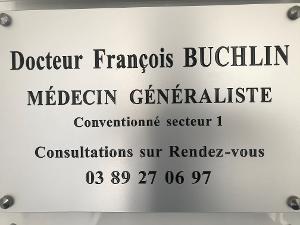 Docteur François BUCHLIN
MÉDECIN GÉNÉRALISTE
Conventionné secteur 1
Consultations sur Rendez-vous
03 89 27 06 97